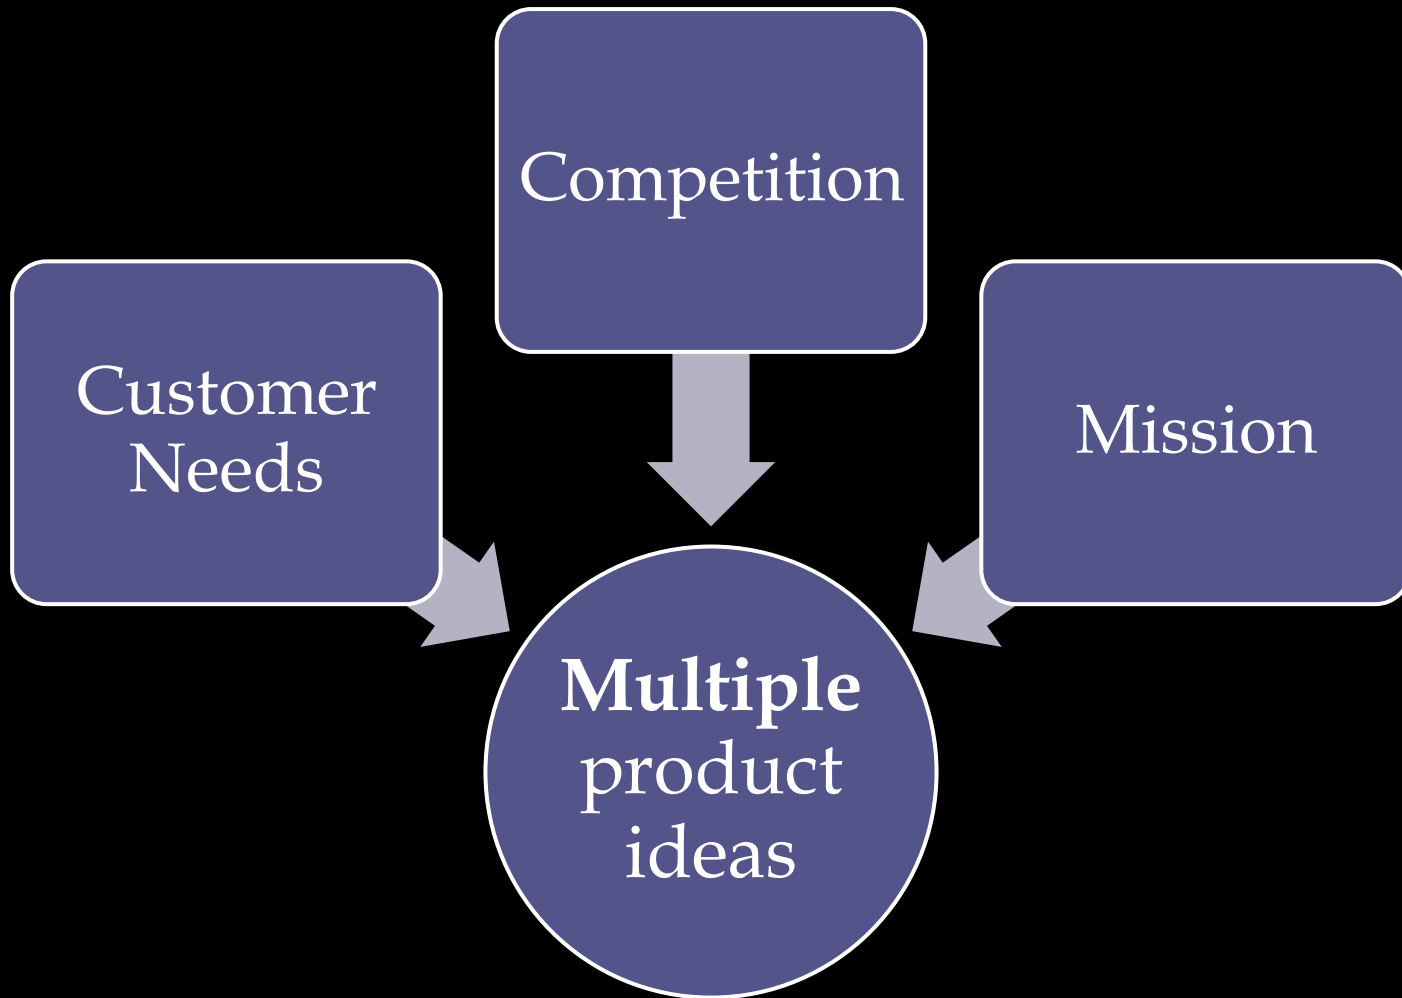 Competition
Customer
Needs
Mission
Multiple
product
ideas